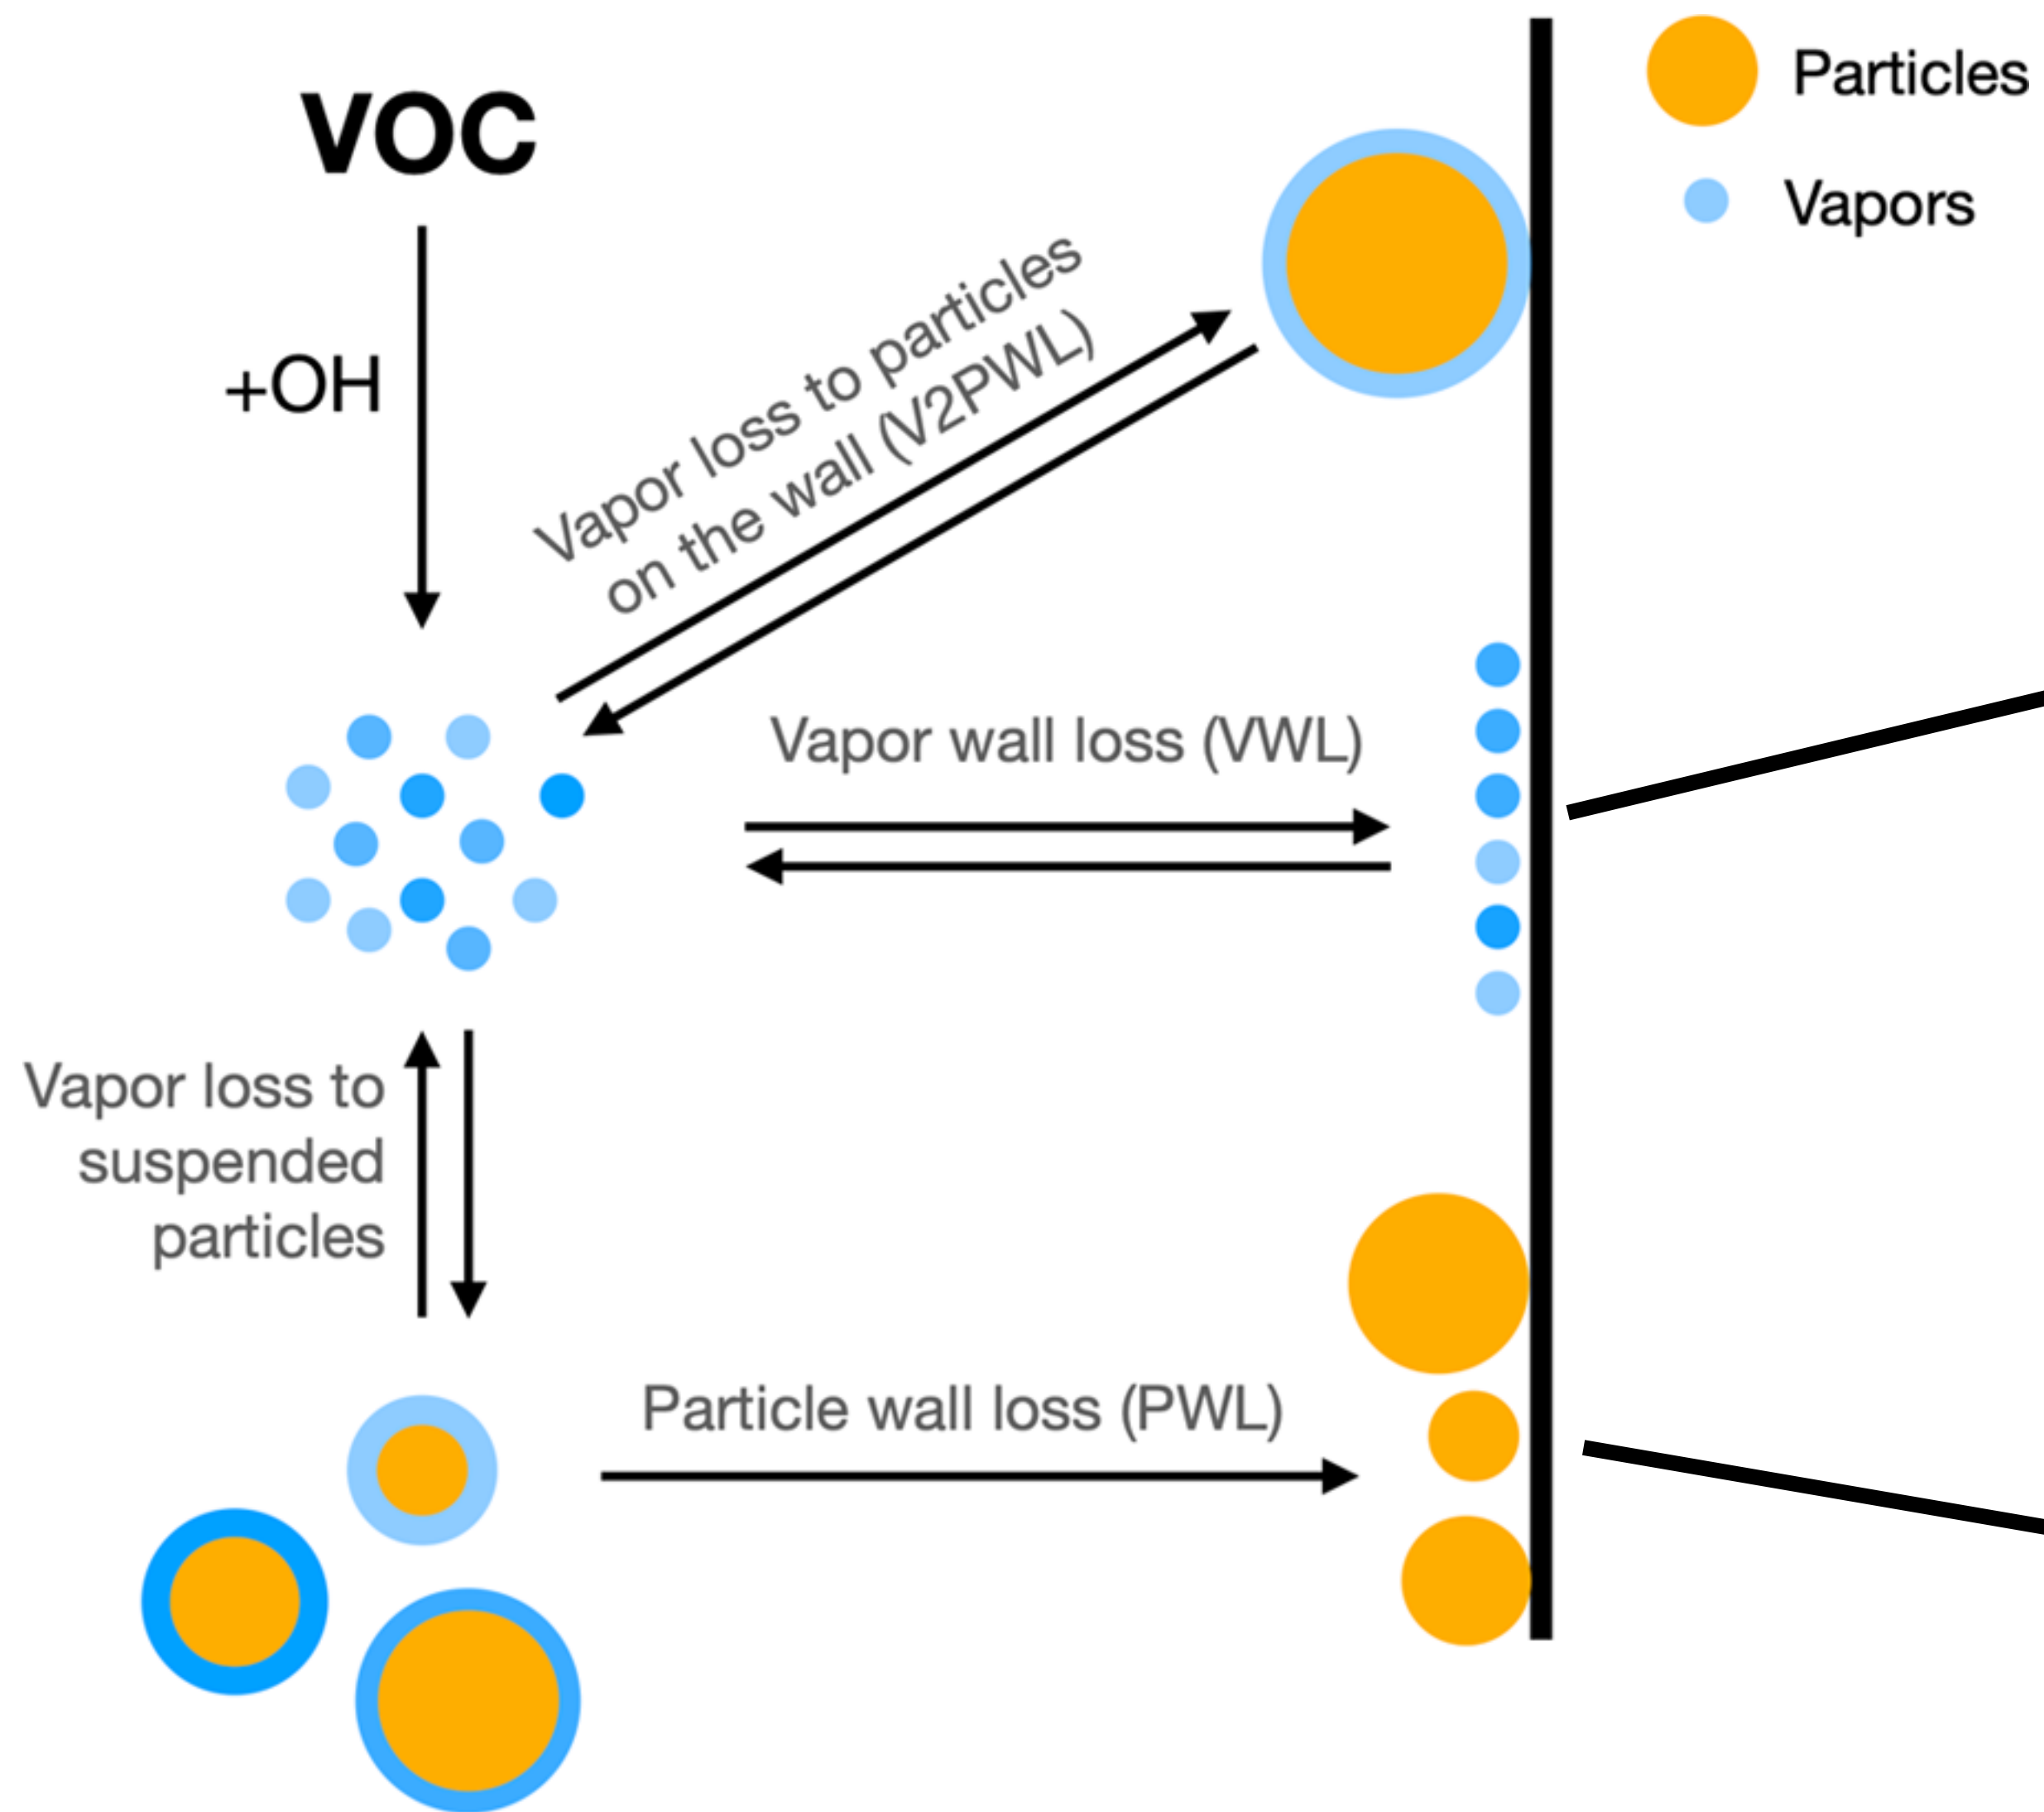 VOC
Particles
Vapors
+OH
Vapor loss to particles
on the wall (V2PWL)
Vapor wall loss (VWL)
Vapor loss to
suspended
particles
Particle wall loss (PWL)